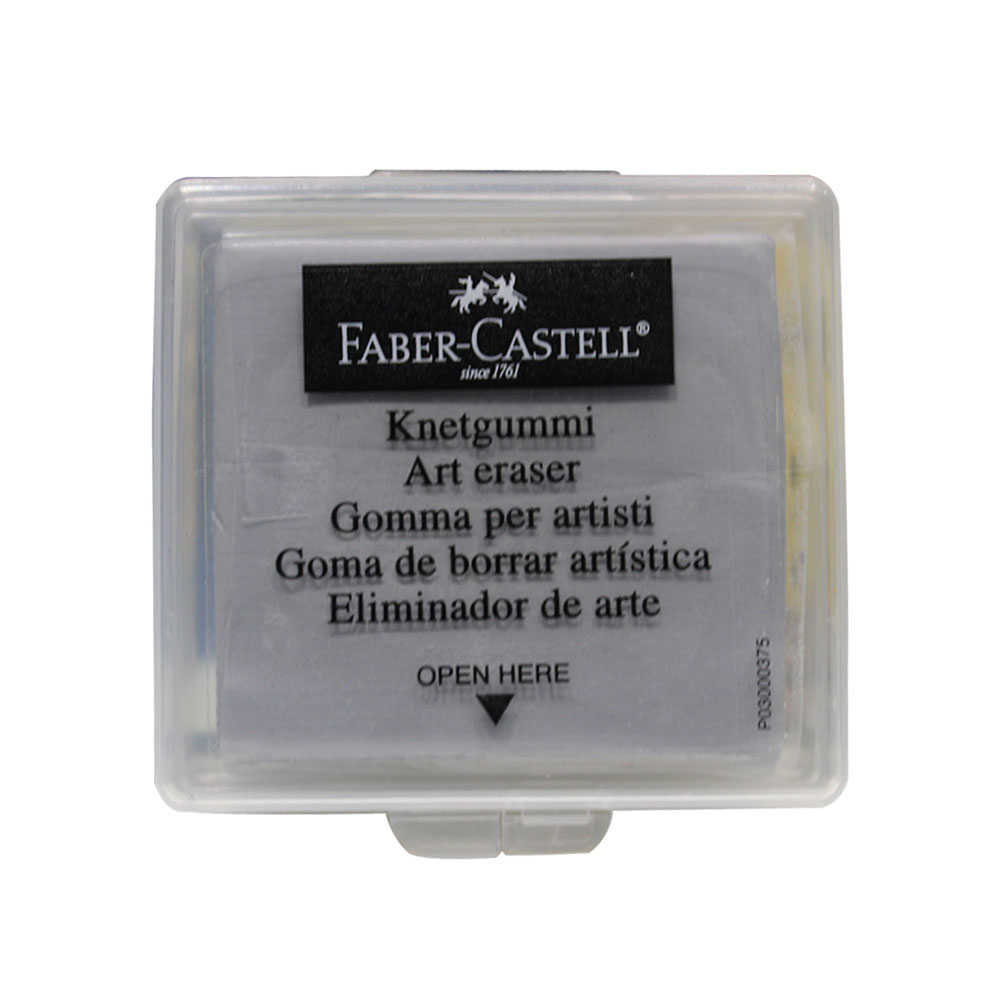 FABER-CASTELL®
since 1761
Knetgummi
Art eraser
Gomma per artisti
Goma de borrar artística
Eliminador de arte
OPEN HERE
P03000375